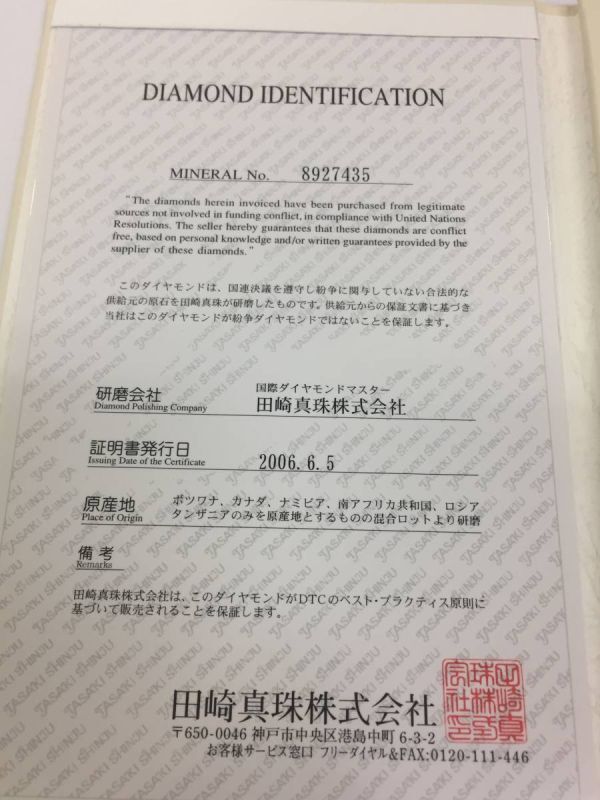 DIAMOND IDENTIFICATION
MINERAL No. 8927435
"The diamonds herein invoiced have been purchased from legitimate
sources not involved in funding conflict, in compliance with United Nations
Resolutions. The seller hereby guarantees that these diamonds are conflict
free, based on personal knowledge and/or written guarantees provided by the
supplier of these diamonds."
このダイヤモンドは、国連決議を遵守し紛争に関与していない合法的な
供給元の原石を田崎真珠が研磨したものです。供給元からの保証文書に基づき
当社はこのダイヤモンドが紛争ダイヤモンドではないことを保証します。
国際ダイヤモンドマスター
研磨会社 田崎真珠株式会社
Diamond Polishing Company
証明書発行日 2006.6.5
Issuing Date of the Certificate
原産地 ボツワナ、カナダ、ナミビア、南アフリカ共和国、ロシア
Place of Origin タンザニアのみを原産地とするものの混合ロットより研磨
備考
Remarks
田崎真珠株式会社は、このダイヤモンドがDTCのベスト・プラクティス原則に
基づいて販売されることを保証します。
田崎真珠株式会社
〒650-0046 神戸市中央区港島中町 6-3-2
お客様サービス窓口 フリーダイヤル&FAX:0120-111-446
TASAKI SHINJU